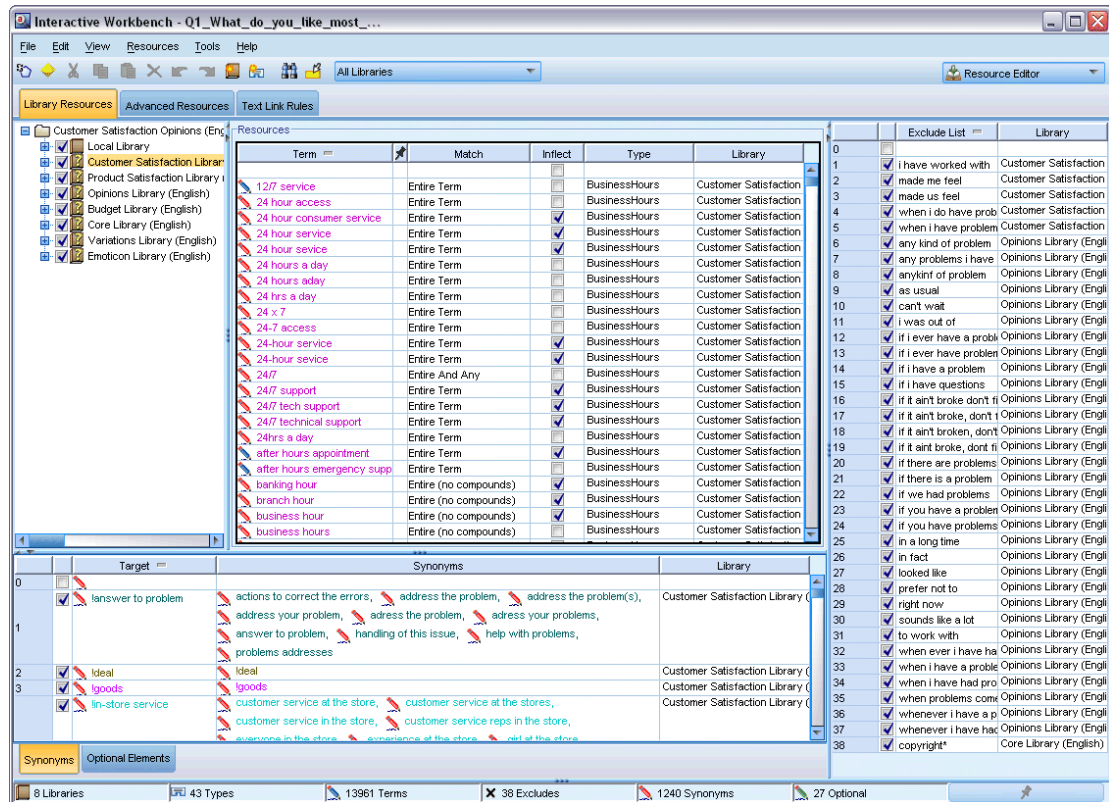 Interactive Workbench - Q1_What_do_you_like_most_...
File Edit View Resources Tools Help
All Libraries
Resource Editor
Library Resources Advanced Resources Text Link Rules
Customer Satisfaction Opinions (Eng
Local Library
Customer Satisfaction Librar
Product Satisfaction Library
Opinions Library (English)
Budget Library (English)
Core Library (English)
Variations Library (English)
Emoticon Library (English)
Resources
Term Match Inflect Type Library
12/7 service Entire Term BusinessHours Customer Satisfaction
24 hour access Entire Term BusinessHours Customer Satisfaction
24 hour consumer service Entire Term BusinessHours Customer Satisfaction
24 hour service Entire Term BusinessHours Customer Satisfaction
24 hour sevice Entire Term BusinessHours Customer Satisfaction
24 hours a day Entire Term BusinessHours Customer Satisfaction
24 hours aday Entire Term BusinessHours Customer Satisfaction
24 hrs a day Entire Term BusinessHours Customer Satisfaction
24 x 7 Entire Term BusinessHours Customer Satisfaction
24-7 access Entire Term BusinessHours Customer Satisfaction
24-hour service Entire Term BusinessHours Customer Satisfaction
24-hour sevice Entire Term BusinessHours Customer Satisfaction
24/7 Entire And Any BusinessHours Customer Satisfaction
24/7 support Entire Term BusinessHours Customer Satisfaction
24/7 tech support Entire Term BusinessHours Customer Satisfaction
24/7 technical support Entire Term BusinessHours Customer Satisfaction
24hrs a day Entire Term BusinessHours Customer Satisfaction
after hours appointment Entire Term BusinessHours Customer Satisfaction
after hours emergency supp Entire Term BusinessHours Customer Satisfaction
banking hour Entire (no compounds) BusinessHours Customer Satisfaction
branch hour Entire (no compounds) BusinessHours Customer Satisfaction
business hour Entire (no compounds) BusinessHours Customer Satisfaction
business hours Entire (no compounds) BusinessHours Customer Satisfaction
Exclude List Library
0
1 i have worked with Customer Satisfaction
2 made me feel Customer Satisfaction
3 made us feel Customer Satisfaction
4 when i do have prob Customer Satisfaction
5 when i have problem Customer Satisfaction
6 any kind of problem Opinions Library (Engli
7 any problems i have Opinions Library (Engli
8 anykinf of problem Opinions Library (Engli
9 as usual Opinions Library (Engli
10 can't wait Opinions Library (Engli
11 i was out of Opinions Library (Engli
12 if i ever have a proble Opinions Library (Engli
13 if i ever have problem Opinions Library (Engli
14 if i have a problem Opinions Library (Engli
15 if i have questions Opinions Library (Engli
16 if it ain't broke don't fi Opinions Library (Engli
17 if it ain't broke, don't t Opinions Library (Engli
18 if it ain't broken, don't Opinions Library (Engli
19 if it aint broke, dont fi Opinions Library (Engli
20 if there are problems Opinions Library (Engli
21 if there is a problem Opinions Library (Engli
22 if we had problems Opinions Library (Engli
23 if you have a problem Opinions Library (Engli
24 if you have problems Opinions Library (Engli
25 in a long time Opinions Library (Engli
26 in fact Opinions Library (Engli
27 looked like Opinions Library (Engli
28 prefer not to Opinions Library (Engli
29 right now Opinions Library (Engli
30 sounds like a lot Opinions Library (Engli
31 to work with Opinions Library (Engli
32 when ever i have ha Opinions Library (Engli
33 when i have a proble Opinions Library (Engli
34 when i have had pro Opinions Library (Engli
35 when problems com Opinions Library (Engli
36 whenever i have a p Opinions Library (Engli
37 whenever i have had Opinions Library (Engli
38 copyright* Core Library (English)
Target Synonyms Library
0
1 !answer to problem actions to correct the errors, address the problem, address the problem(s), Customer Satisfaction Library (
address your problem, adress the problem, adress your problems,
answer to problem, handling of this issue, help with problems,
problems addresses
2 !deal !deal Customer Satisfaction Library (
3 !goods !goods Customer Satisfaction Library (
!in-store service customer service at the store, customer service at the stores, Customer Satisfaction Library (
customer service in the store, customer service reps in the store,
everyone in the store, experience at the store, girl at the store
Synonyms Optional Elements
8 Libraries 43 Types 13961 Terms 38 Excludes 1240 Synonyms 27 Optional